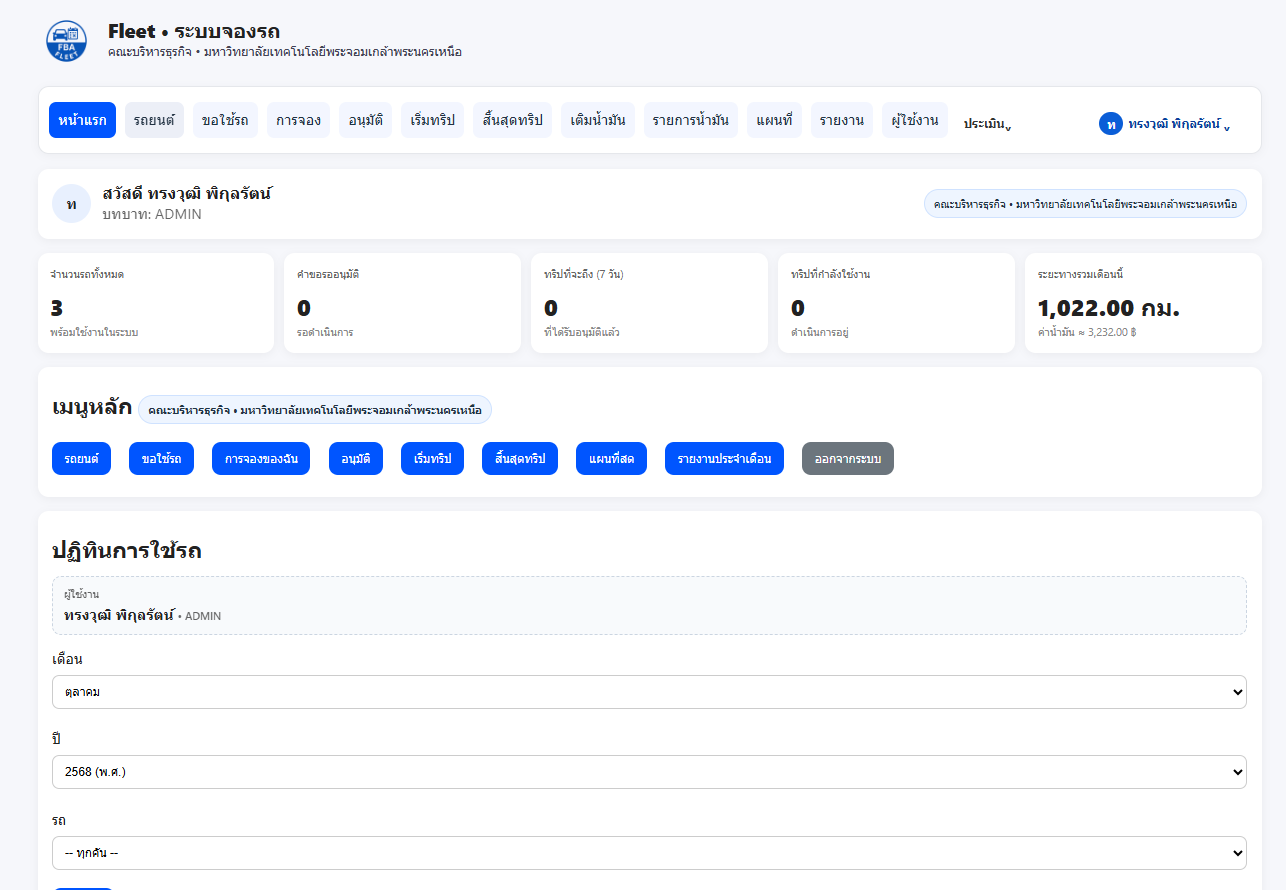 FBA
FLEET
Fleet • ระบบจองรถ
คณะบริหารธุรกิจ • มหาวิทยาลัยเทคโนโลยีพระจอมเกล้าพระนครเหนือ
หน้าแรก รถยนต์ ขอใช้รถ การจอง อนุมัติ เริ่มทริป สิ้นสุดทริป เติมน้ำมัน รายการน้ำมัน แผนที่ รายงาน ผู้ใช้งาน ประเมิน ท ทรงวุฒิ พิกุลรัตน์
ท
สวัสดี ทรงวุฒิ พิกุลรัตน์
บทบาท: ADMIN
คณะบริหารธุรกิจ • มหาวิทยาลัยเทคโนโลยีพระจอมเกล้าพระนครเหนือ
จำนวนรถทั้งหมด
3
พร้อมใช้งานในระบบ
คำขอรออนุมัติ
0
รอดำเนินการ
ทริปที่จะถึง (7 วัน)
0
ที่ได้รับอนุมัติแล้ว
ทริปที่กำลังใช้งาน
0
ดำเนินการอยู่
ระยะทางรวมเดือนนี้
1,022.00 กม.
ค่าน้ำมัน ≈ 3,232.00 ฿
เมนูหลัก คณะบริหารธุรกิจ • มหาวิทยาลัยเทคโนโลยีพระจอมเกล้าพระนครเหนือ
รถยนต์ ขอใช้รถ การจองของฉัน อนุมัติ เริ่มทริป สิ้นสุดทริป แผนที่สด รายงานประจำเดือน ออกจากระบบ
ปฏิทินการใช้รถ
ผู้ใช้งาน
ทรงวุฒิ พิกุลรัตน์ • ADMIN
เดือน
ตุลาคม
ปี
2568 (พ.ศ.)
รถ
-- ทุกคัน --